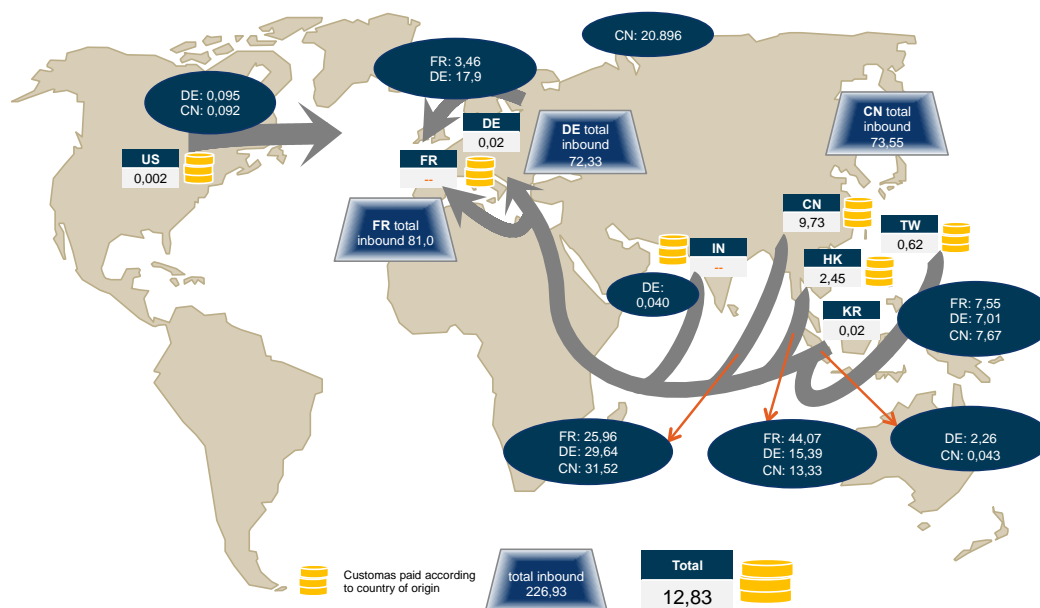 CN: 20.896
FR: 3,46
DE: 17,9
DE: 0,095
CN: 0,092
CN total
inbound
73,55
DE
0,02
DE total
inbound
72,33
US
0,002
FR
--
FR total
inbound 81,0
CN
9,73
TW
0,62
IN
--
HK
2,45
DE:
0,040
KR
0,02
FR: 7,55
DE: 7,01
CN: 7,67
FR: 25,96
DE: 29,64
CN: 31,52
FR: 44,07
DE: 15,39
CN: 13,33
DE: 2,26
CN: 0,043
Customas paid according
to country of origin
total inbound
226,93
Total
12,83